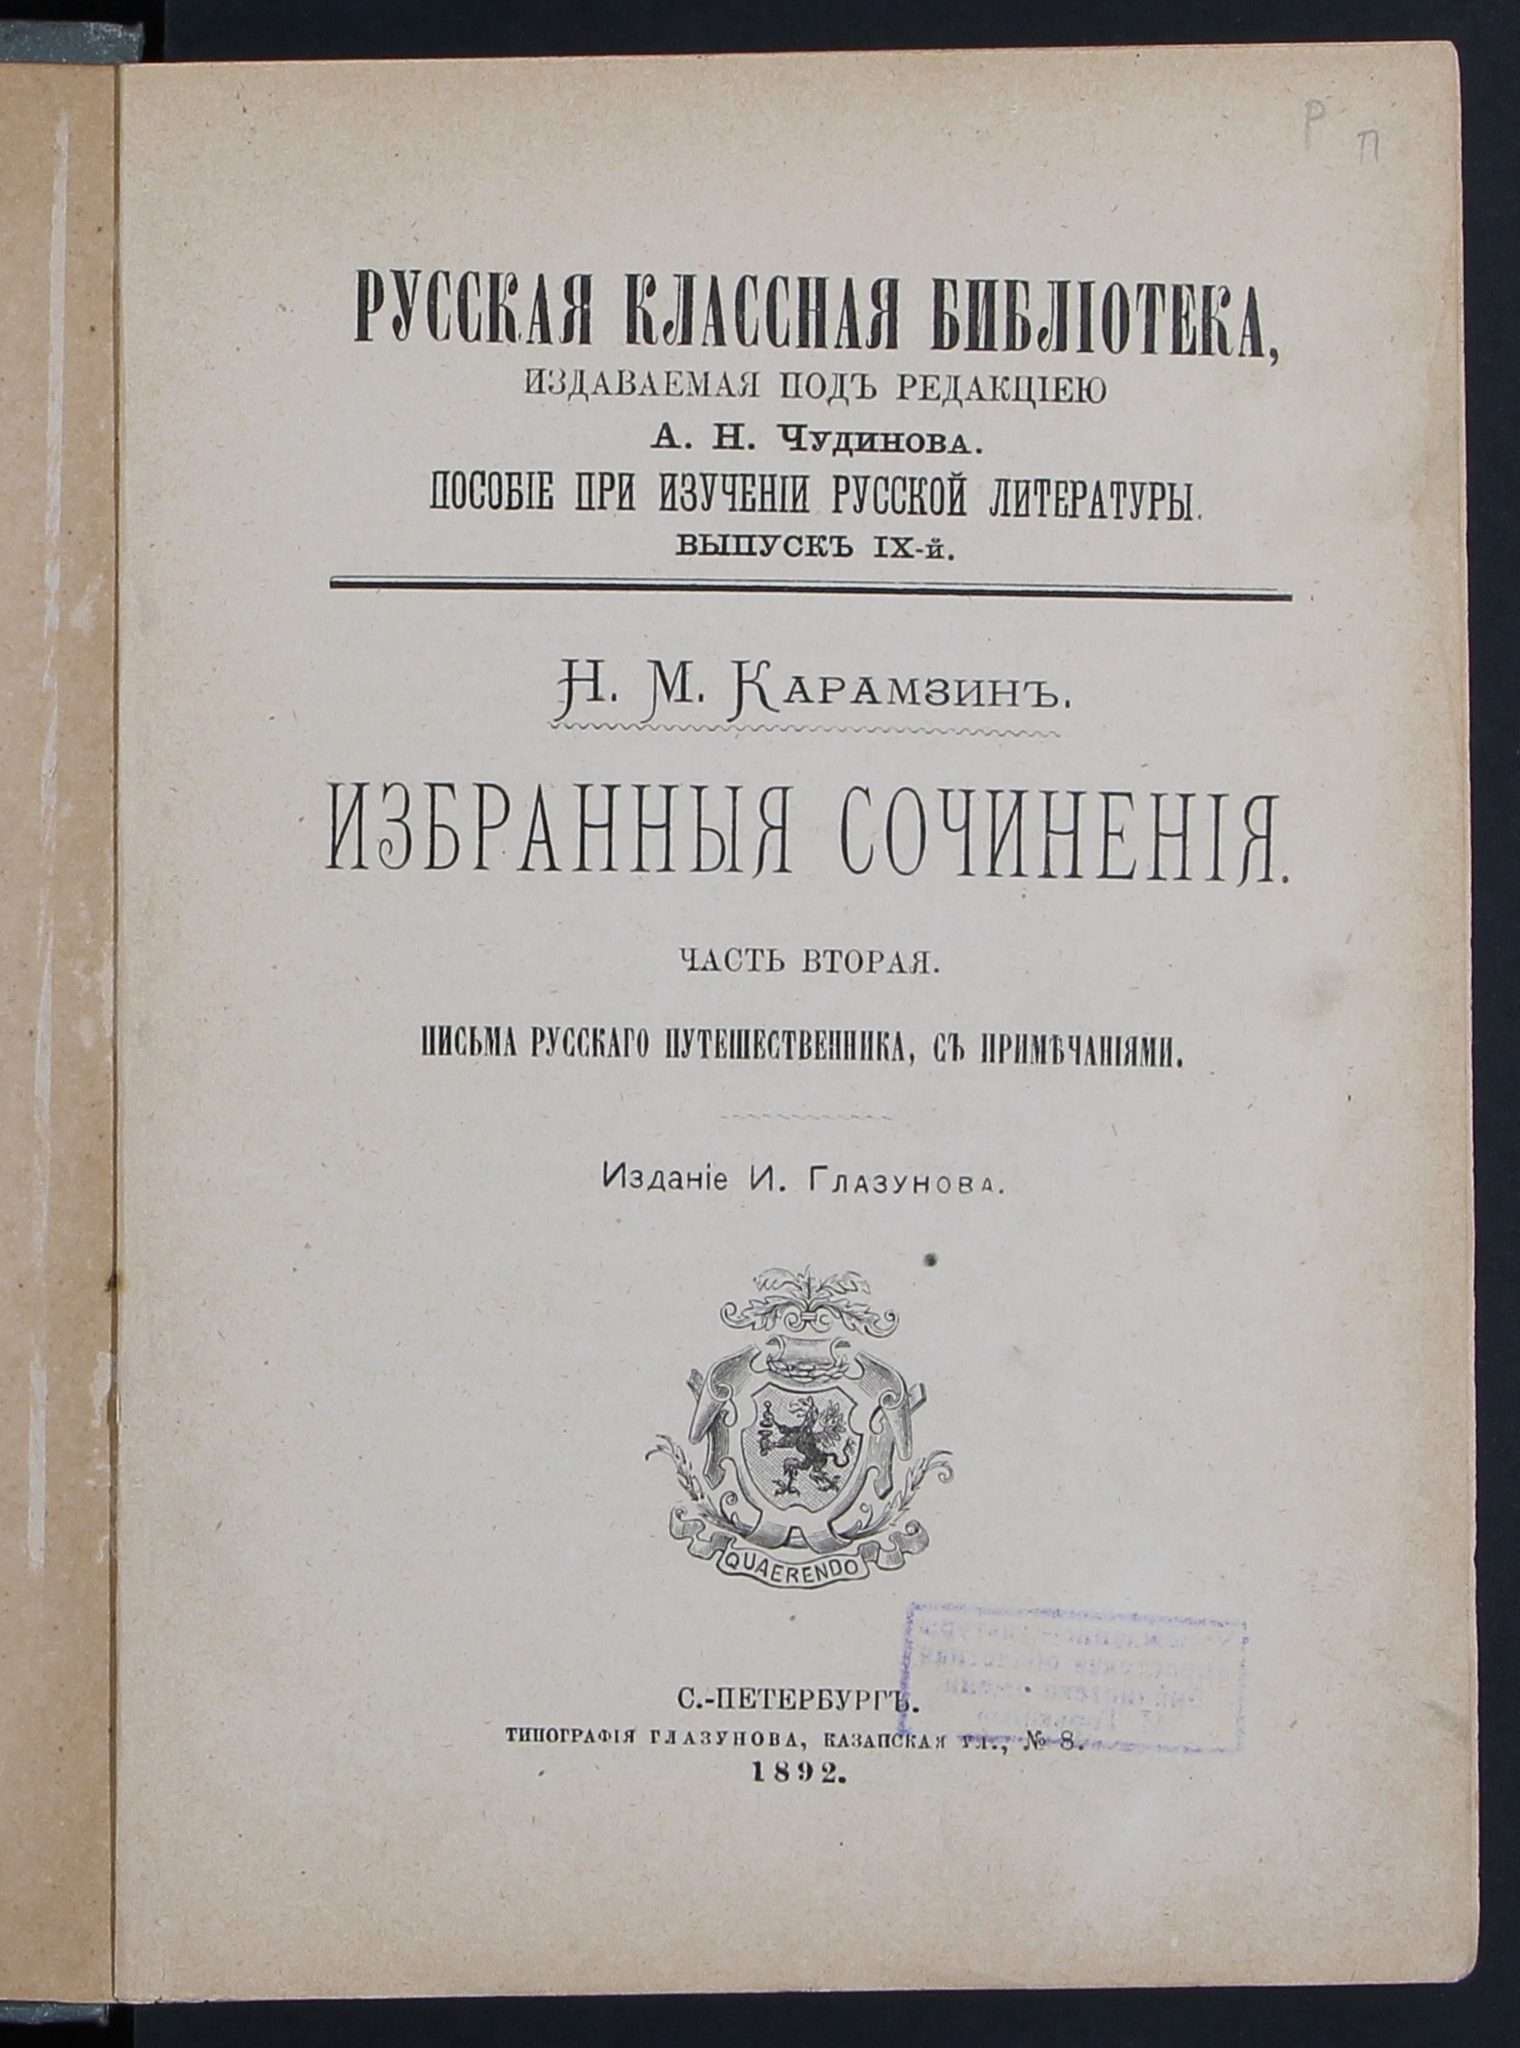 Р П
РУССКАЯ КЛАССНАЯ БИБЛІОТЕКА,
ИЗДАВАЕМАЯ ПОДЪ РЕДАКЦІЕЮ
А. Н. ЧУДИНОВА.
ПОСОБІЕ ПРИ ИЗУЧЕНІИ РУССКОЙ ЛИТЕРАТУРЫ.
ВЫПУСКЪ IX-й.
Н. М. КАРАМЗИНЪ.
ИЗБРАННЫЯ СОЧИНЕНІЯ.
ЧАСТЬ ВТОРАЯ.
ПИСЬМА РУССКАГО ПУТЕШЕСТВЕННИКА, СЪ ПРИМѢЧАНІЯМИ.
Изданіе И. ГЛАЗУНОВА.
QUAERENDO
С.-ПЕТЕРБУРГЪ.
ТИПОГРАФІЯ ГЛАЗУНОВА, КАЗАНСКАЯ УЛ., № 8.
1892.